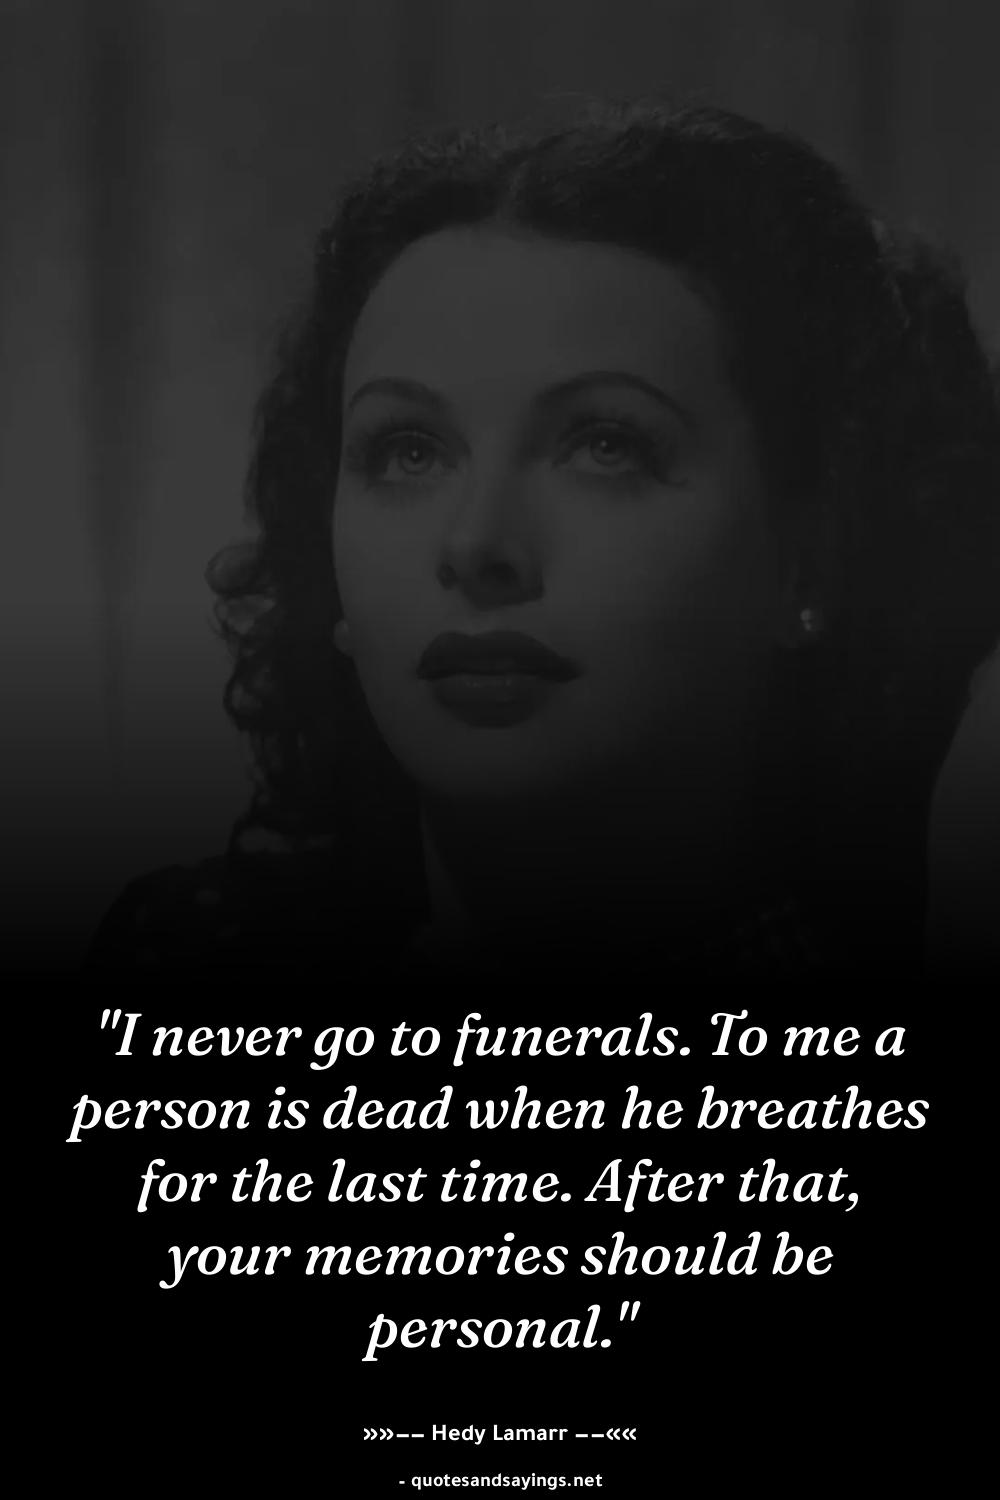 "I never go to funerals. To me a
person is dead when he breathes
for the last time. After that,
your memories should be
personal."
»»–– Hedy Lamarr ––««
- quotesandsayings.net